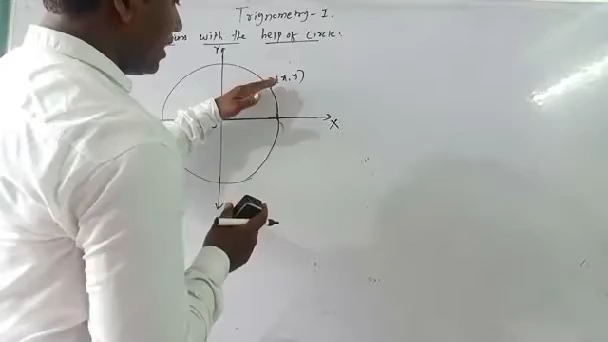 Trignometry-I.
with the help of circle.
Y
(x, y)
X